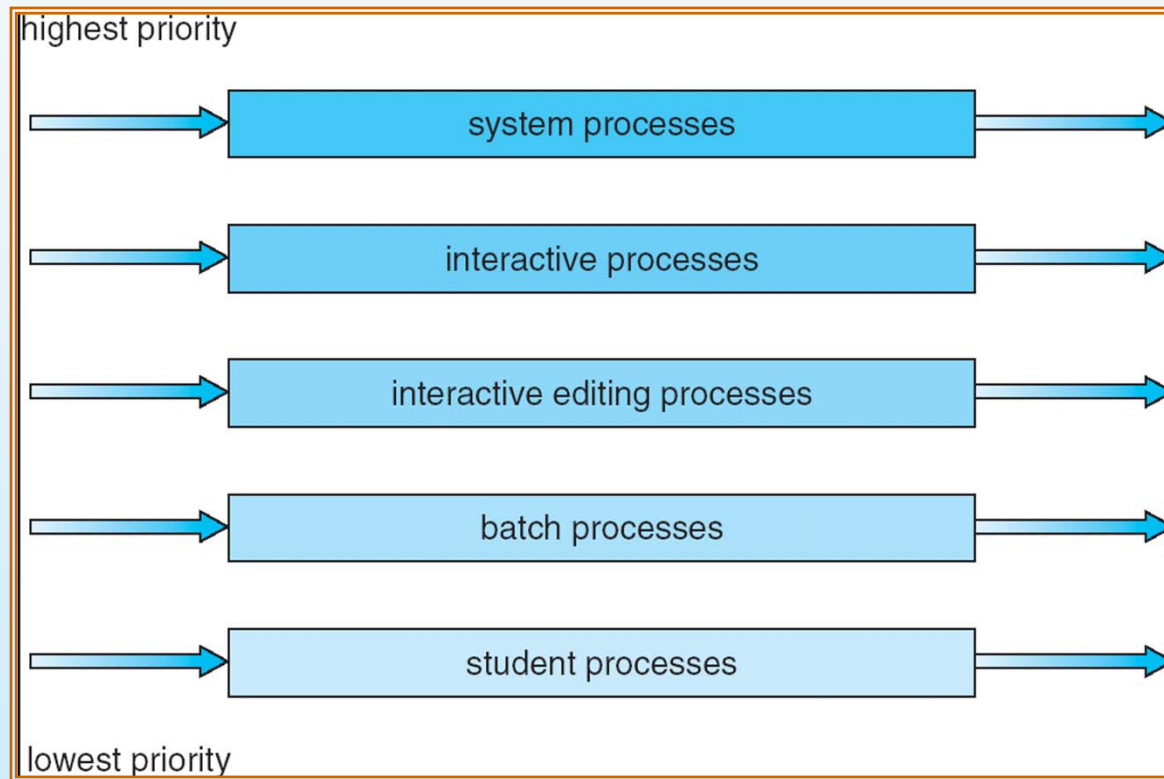 highest priority
system processes
interactive processes
interactive editing processes
batch processes
student processes
lowest priority